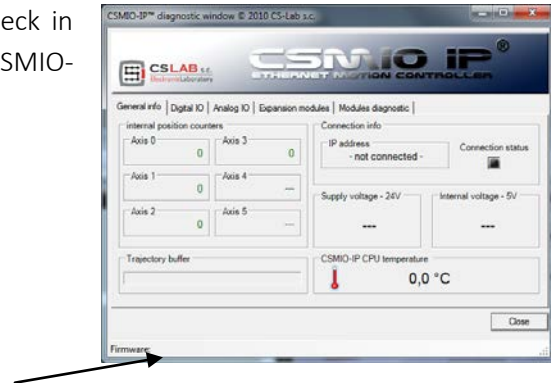 eck in
SMIO-
CSMIO-IP™ diagnostic window © 2010 CS-Lab s.c.
CSLAB s.c.
ElectronicLaboratory
CSMIO IP®
ETHERNET MOTION CONTROLLER
General info Digital IO Analog IO Expansion modules Modules diagnostic
internal position counters
Connection info
Axis 0
0
Axis 3
0
IP address
- not connected -
Connection status
Axis 1
0
Axis 4
---
Supply voltage - 24V
---
Internal voltage - 5V
---
Axis 2
0
Axis 5
---
Trajectory buffer
CSMIO-IP CPU temperature
0,0 °C
Close
Firmware: